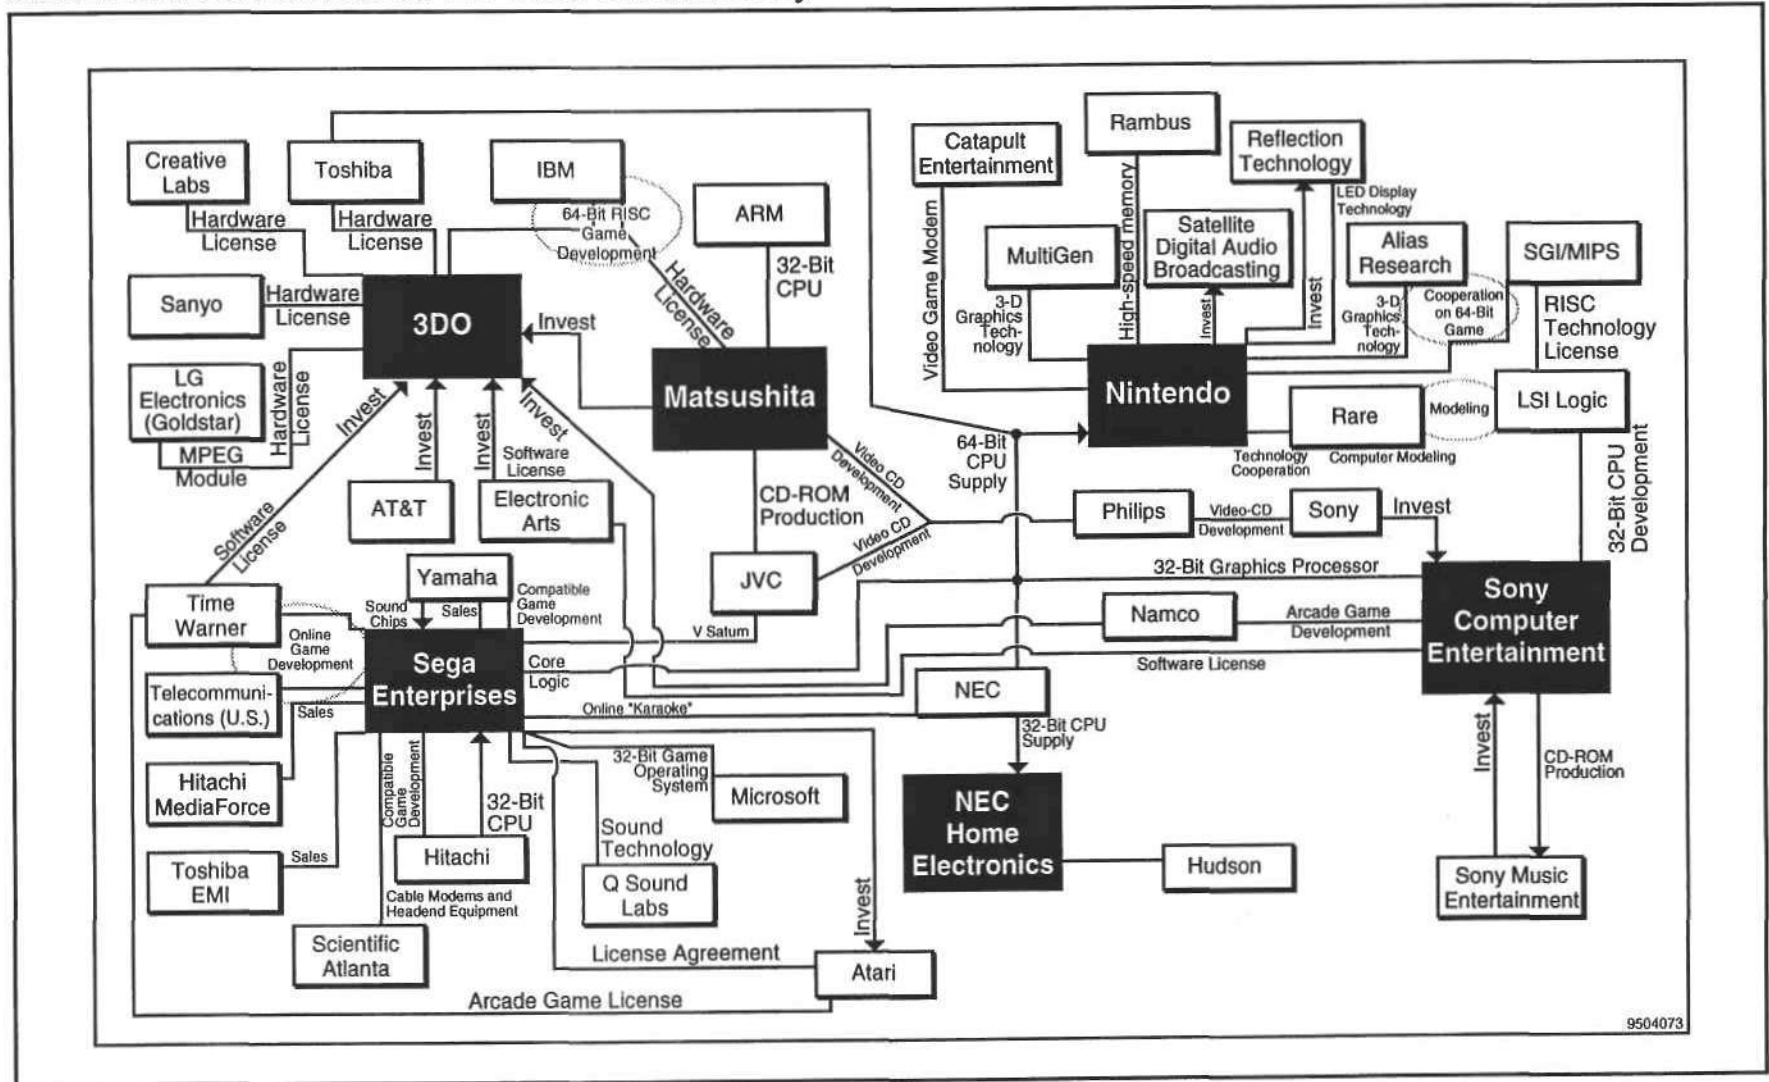 Creative
Labs
Toshiba
IBM
ARM
Catapult
Entertainment
Rambus
Reflection
Technology
Hardware
License
Hardware
License
64-Bit RISC
Game
Development
32-Bit
CPU
Hardware
License
Video Game Modem
High-speed memory
LED Display
Technology
MultiGen
Satellite
Digital Audio
Broadcasting
Alias
Research
SGI/MIPS
Sanyo
Hardware
License
3DO
Invest
3-D
Graphics
Tech-
nology
Invest
Invest
3-D
Graphics
Tech-
nology
Cooperation
on 64-Bit
Game
RISC
Technology
License
LG
Electronics
(Goldstar)
MPEG
Module
Hardware
License
Invest
Invest
Invest
Invest
Software
License
Matsushita
Nintendo
Rare
Modeling
LSI Logic
Technology
Cooperation
Computer Modeling
64-Bit
CPU
Supply
Video CD
Development
32-Bit CPU
Development
AT&T
Electronic
Arts
CD-ROM
Production
Philips
Video-CD
Development
Sony
Invest
Software
License
Video CD
Development
JVC
Yamaha
Sound
Chips
Sales
Compatible
Game
Development
32-Bit Graphics Processor
Time
Warner
Online
Game
Development
V Saturn
Namco
Arcade Game
Development
Sony
Computer
Entertainment
Sega
Enterprises
Core
Logic
Software License
Telecommuni-
cations (U.S.)
Sales
Online "Karaoke"
NEC
32-Bit CPU
Supply
Hitachi
MediaForce
Compatible
Game
Development
32-Bit
CPU
32-Bit Game
Operating
System
Microsoft
NEC
Home
Electronics
Hudson
Invest
CD-ROM
Production
Toshiba
EMI
Sales
Hitachi
Cable Modems and
Headend Equipment
Sound
Technology
Q Sound
Labs
Invest
Sony Music
Entertainment
Scientific
Atlanta
License Agreement
Atari
Arcade Game License
9504073